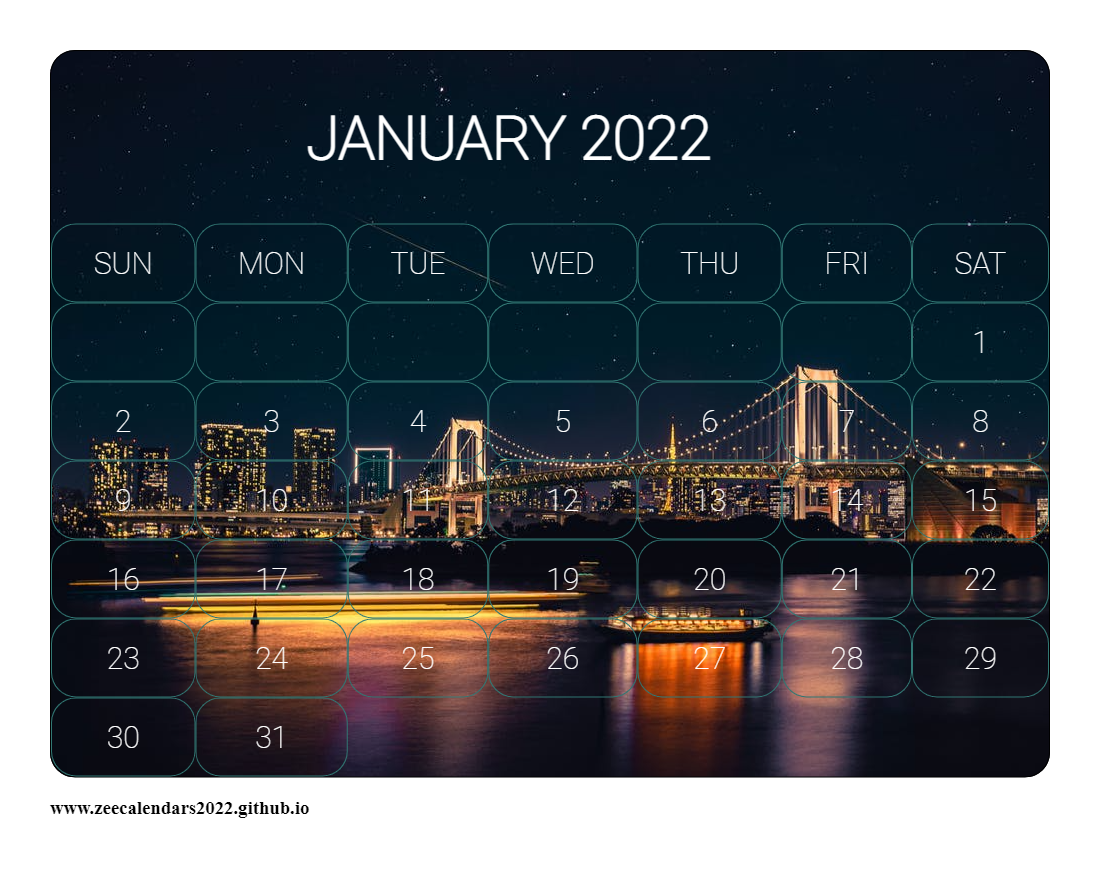 JANUARY 2022
SUN MON TUE WED THU FRI SAT
1
2 3 4 5 6 7 8
9 10 11 12 13 14 15
16 17 18 19 20 21 22
23 24 25 26 27 28 29
30 31
www.zeecalendars2022.github.io